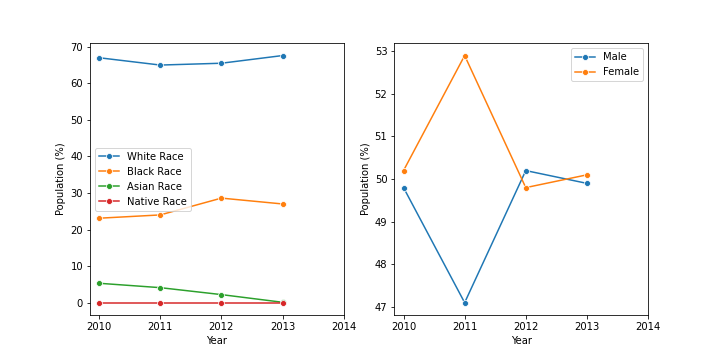 70
60
50
40
30
20
10
0
Population (%)
White Race
Black Race
Asian Race
Native Race
2010 2011 2012 2013 2014
Year
53
52
51
50
49
48
47
Population (%)
Male
Female
2010 2011 2012 2013 2014
Year